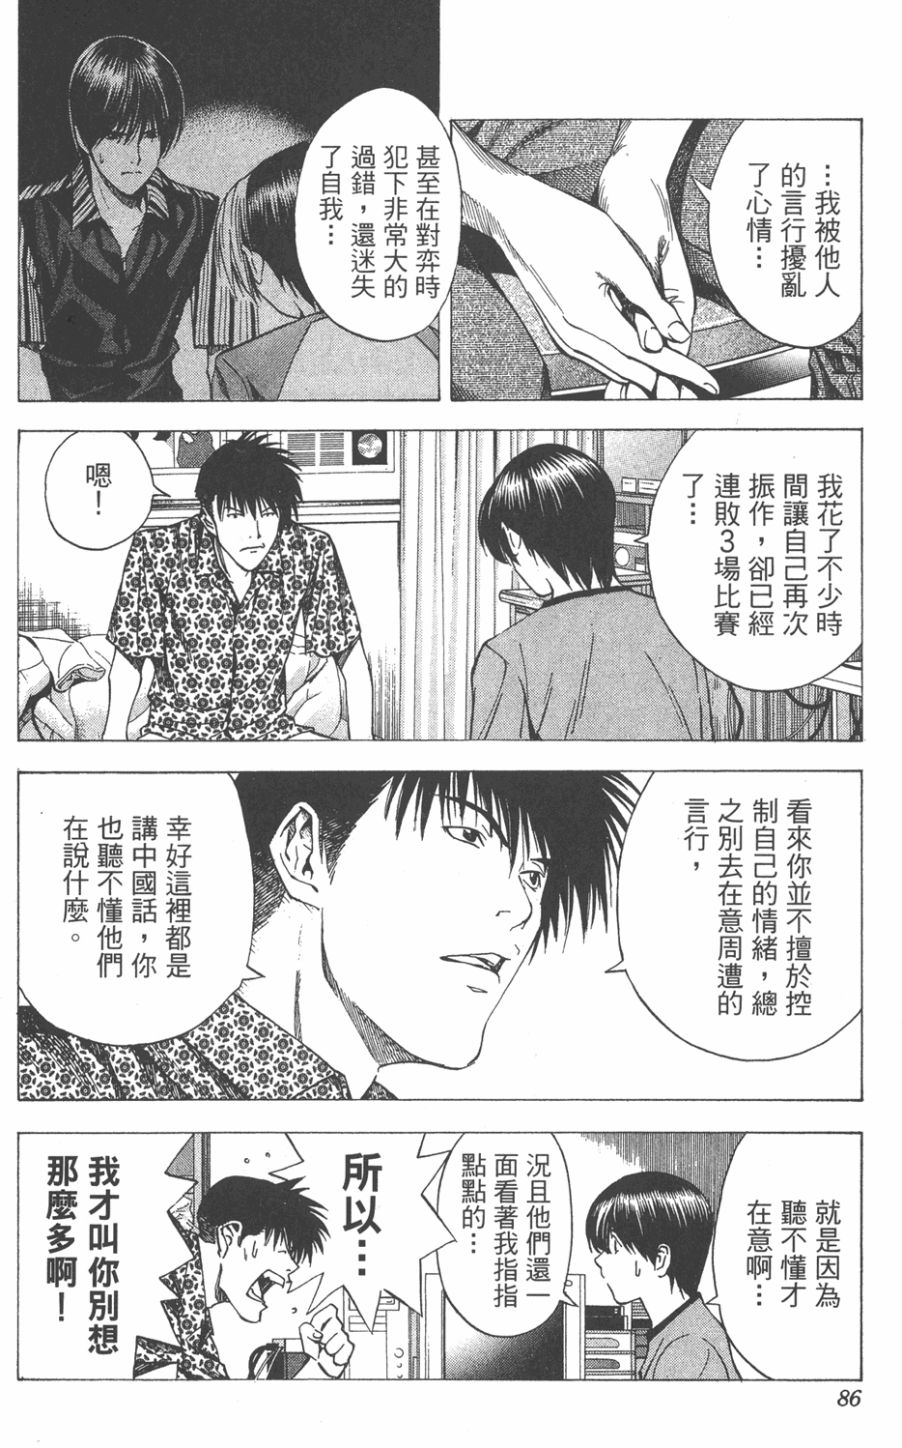 …我被他人
的言行擾亂
了心情…
甚至在對弈時
犯下非常大的
過錯，還迷失
了自我…
我花了不少時
間讓自己再次
振作，卻已經
連敗3場比賽
了…
嗯！
看來你並不擅於控
制自己的情緒，總
之別去在意周遭的
言行，
幸好這裡都是
講中國話，你
也聽不懂他們
在說什麼。
就是因為
聽不懂才
在意啊…
況且他們還一
面看著我指指
點點的…
所以…
我才叫你別想
那麼多啊！
86